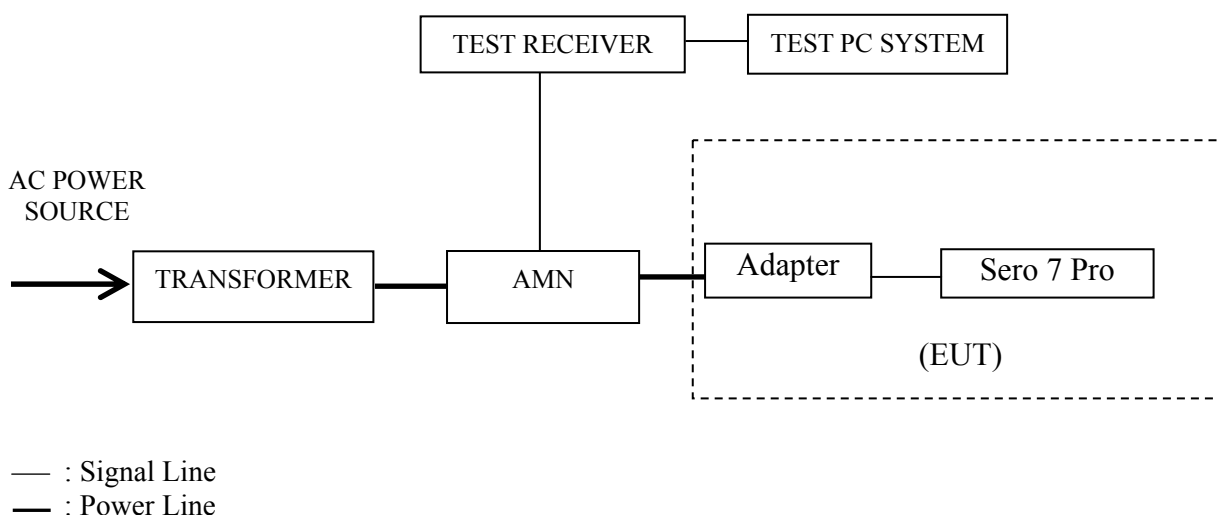 TEST RECEIVER
TEST PC SYSTEM
AC POWER
SOURCE
TRANSFORMER
AMN
Adapter
Sero 7 Pro
(EUT)
: Signal Line
: Power Line